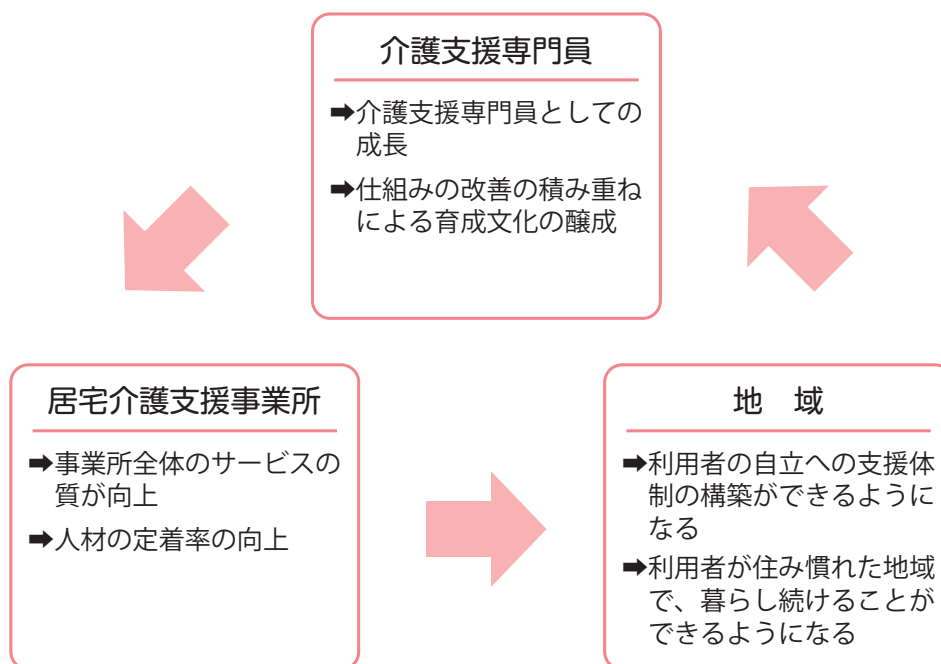 介護支援専門員
➡介護支援専門員としての
成長
➡仕組みの改善の積み重ね
による育成文化の醸成
居宅介護支援事業所
➡事業所全体のサービスの
質が向上
➡人材の定着率の向上
地　域
➡利用者の自立への支援体
制の構築ができるように
なる
➡利用者が住み慣れた地域
で、暮らし続けることが
できるようになる